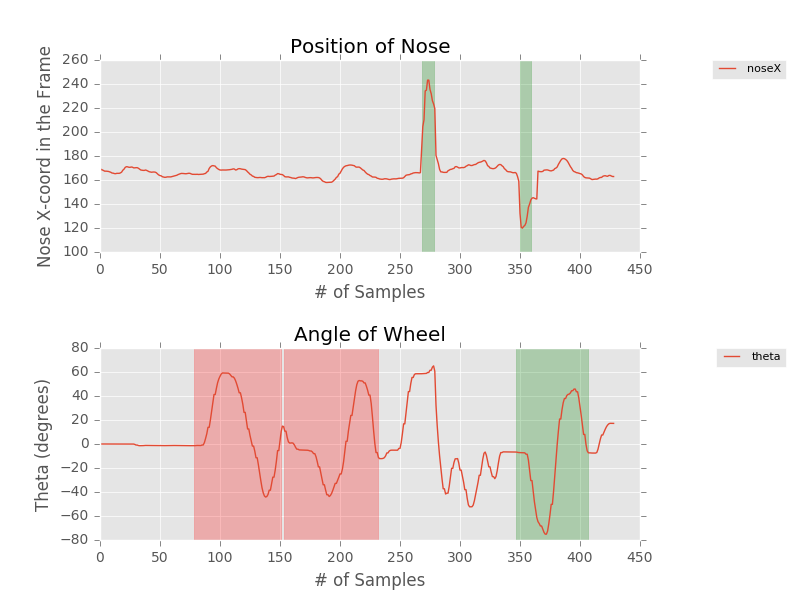 Position of Nose
noseX
Nose X-coord in the Frame
260
240
220
200
180
160
140
120
100
0 50 100 150 200 250 300 350 400 450
# of Samples
Angle of Wheel
theta
Theta (degrees)
80
60
40
20
0
−20
−40
−60
−80
0 50 100 150 200 250 300 350 400 450
# of Samples